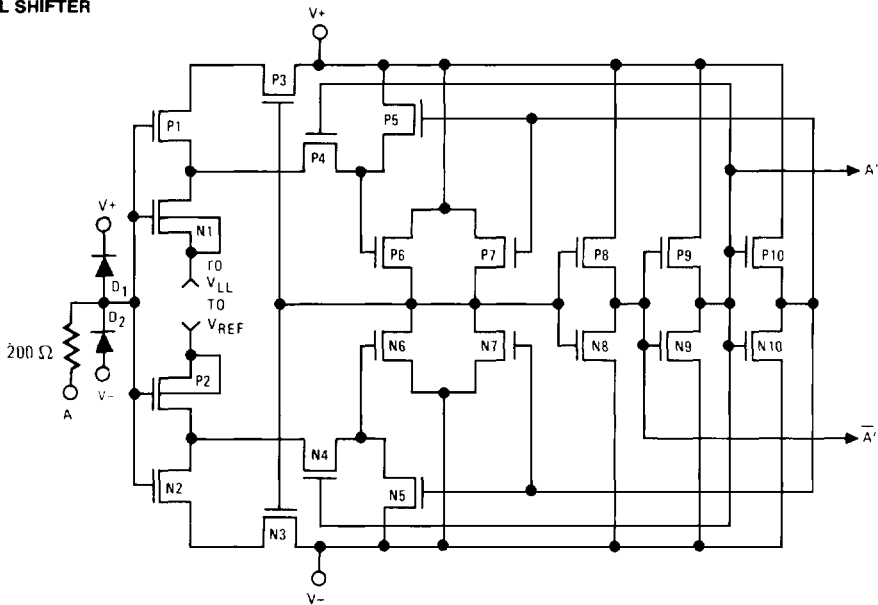 L SHIFTER
V+
P3
P1
P5
P4
A'
V+
N1
P6
P7
P8
P9
P10
TO
VLL
D1
TO
D2
VREF
200 Ω
N6
N7
N8
N9
N10
P2
V−
A
A̅'
N4
N2
N5
N3
V−